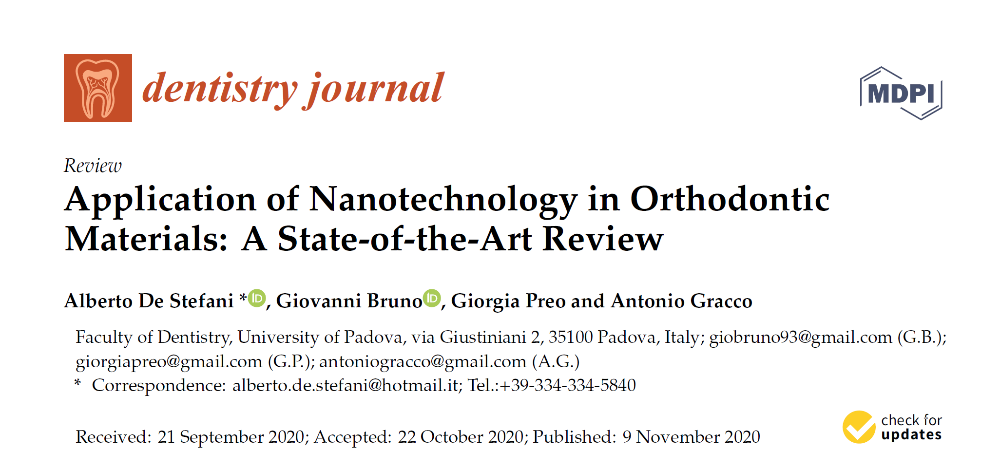 dentistry journal
MDPI
Review
Application of Nanotechnology in Orthodontic
Materials: A State-of-the-Art Review
Alberto De Stefani * iD, Giovanni Bruno iD, Giorgia Preo and Antonio Gracco
Faculty of Dentistry, University of Padova, via Giustiniani 2, 35100 Padova, Italy; giobruno93@gmail.com (G.B.);
giorgiapreo@gmail.com (G.P.); antoniogracco@gmail.com (A.G.)
* Correspondence: alberto.de.stefani@hotmail.it; Tel.:+39-334-334-5840
check for
updates
Received: 21 September 2020; Accepted: 22 October 2020; Published: 9 November 2020